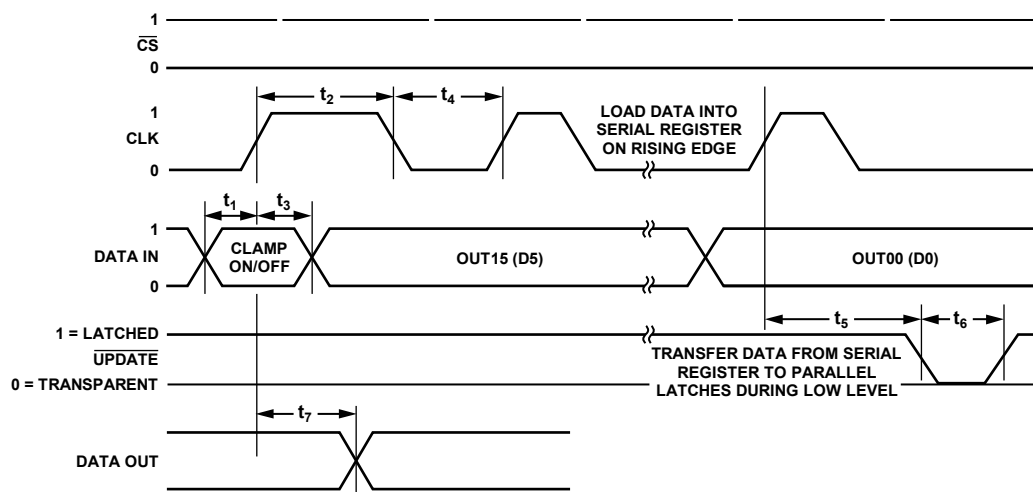 1
CS
0
t2
t4
1
CLK
0
LOAD DATA INTO
SERIAL REGISTER
ON RISING EDGE
t1
t3
1
DATA IN
0
CLAMP
ON/OFF
OUT15 (D5)
OUT00 (D0)
t5
t6
1 = LATCHED
UPDATE
0 = TRANSPARENT
TRANSFER DATA FROM SERIAL
REGISTER TO PARALLEL
LATCHES DURING LOW LEVEL
t7
DATA OUT